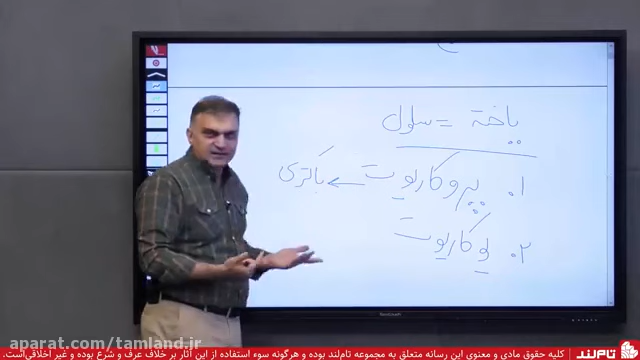 یاخته = سلول
۱. پروکاریوت ← باکتری
۲. یوکاریوت
aparat.com/tamland.ir
تاملند | کلیه حقوق مادی و معنوی این رسانه متعلق به مجموعه تاملند بوده و هرگونه سوء استفاده از این آثار بر خلاف عرف و شرع بوده و غیر اخلاقی‌است.